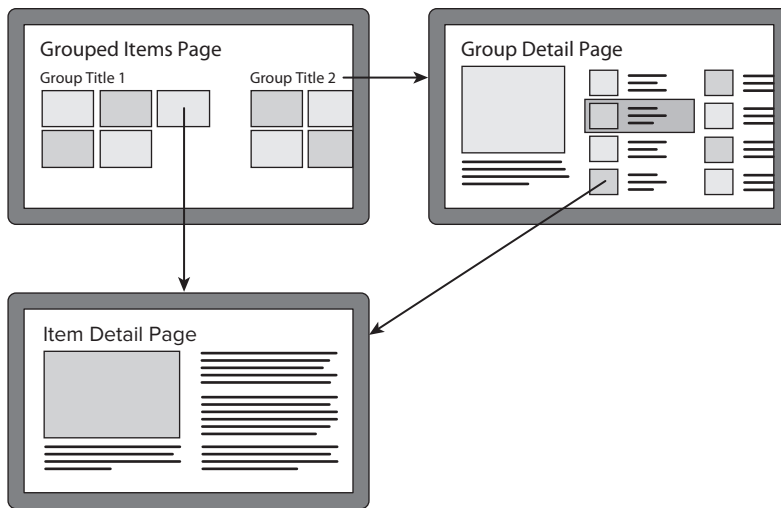 Grouped Items Page
Group Title 1
Group Title 2
Group Detail Page
Item Detail Page